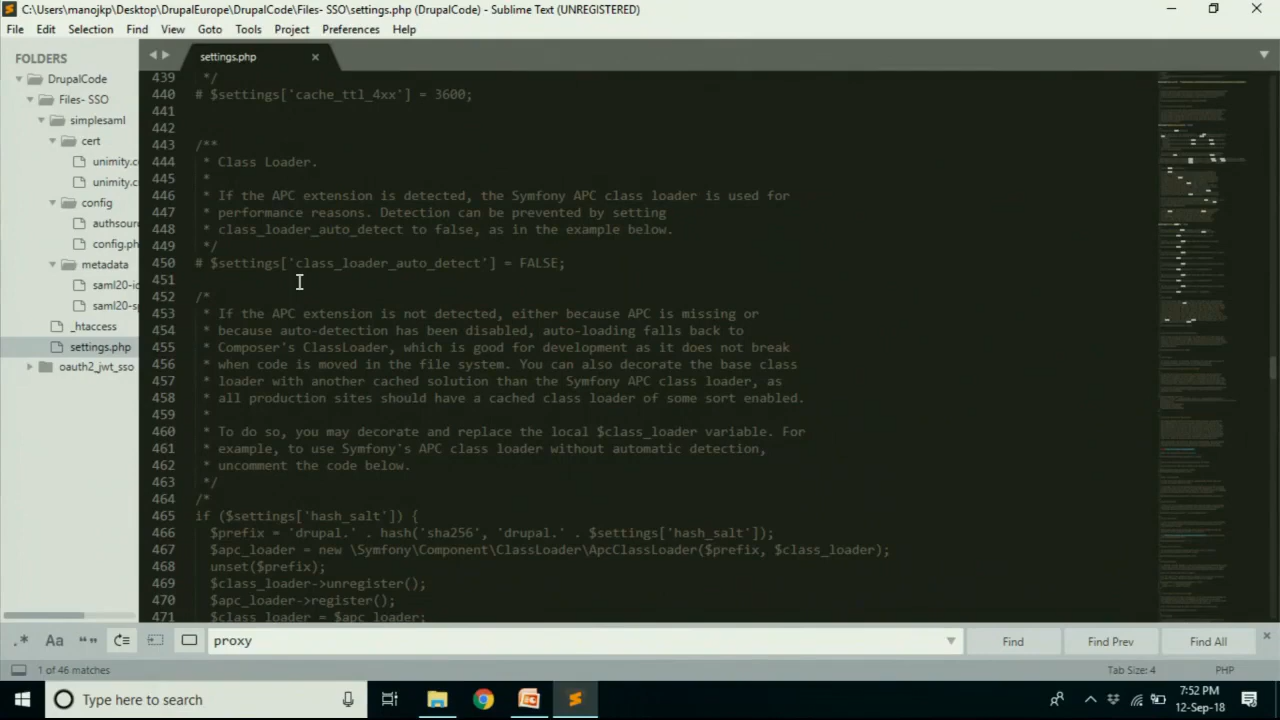 C:\Users\manojkp\Desktop\DrupalEurope\DrupalCode\Files- SSO\settings.php (DrupalCode) - Sublime Text (UNREGISTERED)
File Edit Selection Find View Goto Tools Project Preferences Help
FOLDERS
DrupalCode
Files- SSO
simplesaml
cert
unimity.c
unimity.c
config
authsour
config.ph
metadata
saml20-i
saml20-s
_htaccess
settings.php
oauth2_jwt_sso
settings.php
439 */
440 # $settings['cache_ttl_4xx'] = 3600;
441
442
443 /**
444 * Class Loader.
445 *
446 * If the APC extension is detected, the Symfony APC class loader is used for
447 * performance reasons. Detection can be prevented by setting
448 * class_loader_auto_detect to false, as in the example below.
449 */
450 # $settings['class_loader_auto_detect'] = FALSE;
451
452 /*
453 * If the APC extension is not detected, either because APC is missing or
454 * because auto-detection has been disabled, auto-loading falls back to
455 * Composer's ClassLoader, which is good for development as it does not break
456 * when code is moved in the file system. You can also decorate the base class
457 * loader with another cached solution than the Symfony APC class loader, as
458 * all production sites should have a cached class loader of some sort enabled.
459 *
460 * To do so, you may decorate and replace the local $class_loader variable. For
461 * example, to use Symfony's APC class loader without automatic detection,
462 * uncomment the code below.
463 */
464 /*
465 if ($settings['hash_salt']) {
466 $prefix = 'drupal.' . hash('sha256', 'drupal.' . $settings['hash_salt']);
467 $apc_loader = new \Symfony\Component\ClassLoader\ApcClassLoader($prefix, $class_loader);
468 unset($prefix);
469 $class_loader->unregister();
470 $apc_loader->register();
471 $class_loader = $apc_loader;
.* Aa “” proxy Find Find Prev Find All
1 of 46 matches Tab Size: 4 PHP
Type here to search
7:52 PM
12-Sep-18